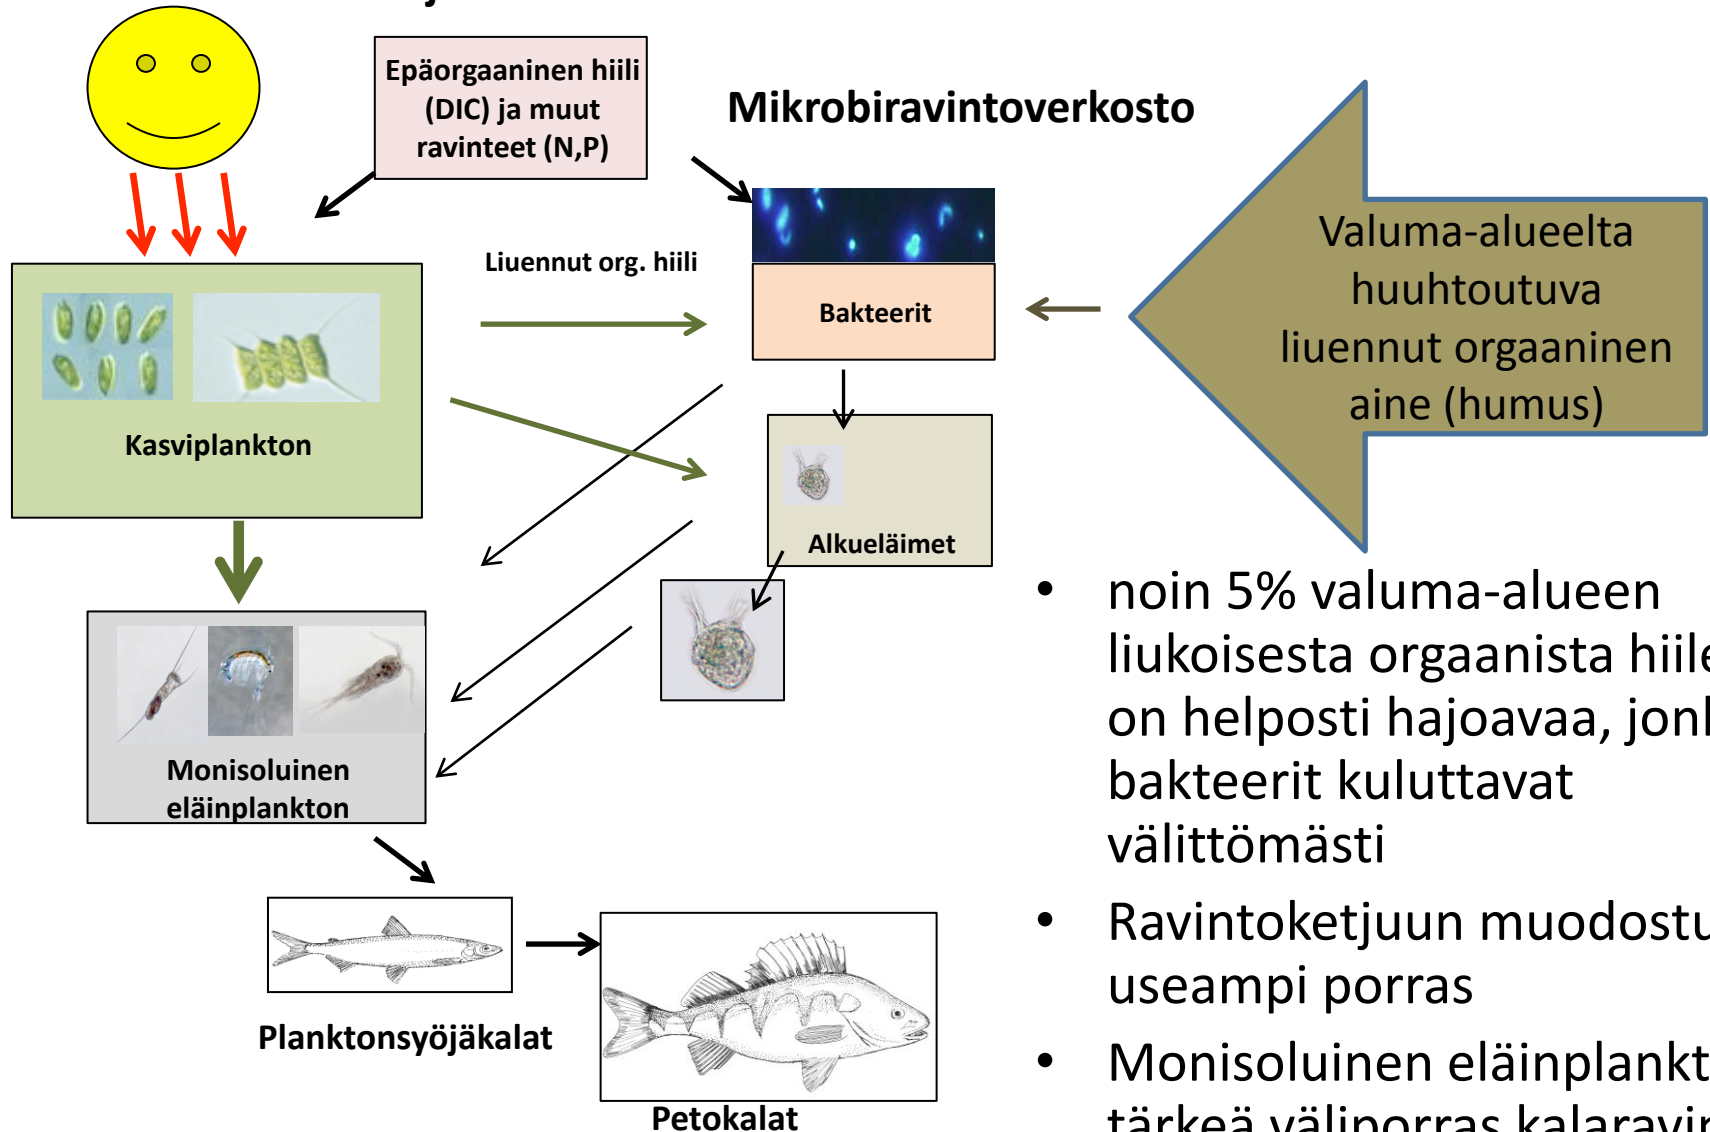 Epäorgaaninen hiili
(DIC) ja muut
ravinteet (N,P)
Mikrobiravintoverkosto
Valuma-alueelta
huuhtoutuva
liuennut orgaaninen
aine (humus)
Liuennut org. hiili
Bakteerit
Kasviplankton
Alkueläimet
Monisoluinen
eläinplankton
Planktonsyöjäkalat
Petokalat
• noin 5% valuma-alueen
liukoisesta orgaanista
on helposti hajoavaa,
bakteerit kuluttavat
välittömästi
• Ravintoketjuun
useampi porras
• Monisoluinen
tärkeä väliporras